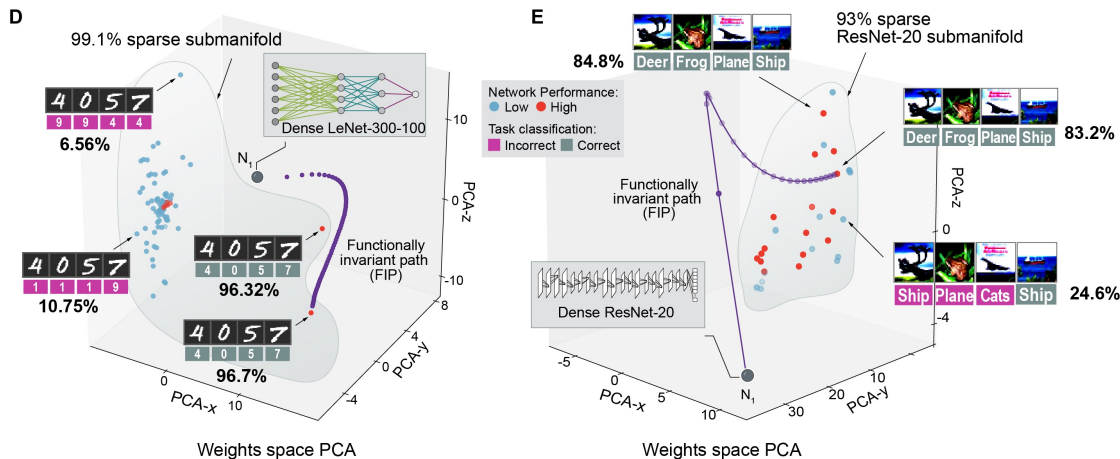 D
99.1% sparse submanifold
4 0 5 7
9 9 4 4
6.56%
Dense LeNet-300-100
N1
10
0
-10
PCA-z
4 0 5 7
1 1 1 9
10.75%
4 0 5 7
4 0 5 7
96.32%
Functionally
invariant path
(FIP)
4 0 5 7
4 0 5 7
96.7%
8
4
0
-4
PCA-y
0
10
PCA-x
Weights space PCA
E
84.8%
Deer Frog Plane Ship
93% sparse
ResNet-20 submanifold
Network Performance:
Low High
Task classification:
Incorrect Correct
Deer Frog Plane Ship
83.2%
Functionally
invariant path
(FIP)
PCA-z
0
-4
Ship Plane Cats Ship
24.6%
Dense ResNet-20
N1
-5
0
5
10
PCA-x
10
20
30
PCA-y
Weights space PCA